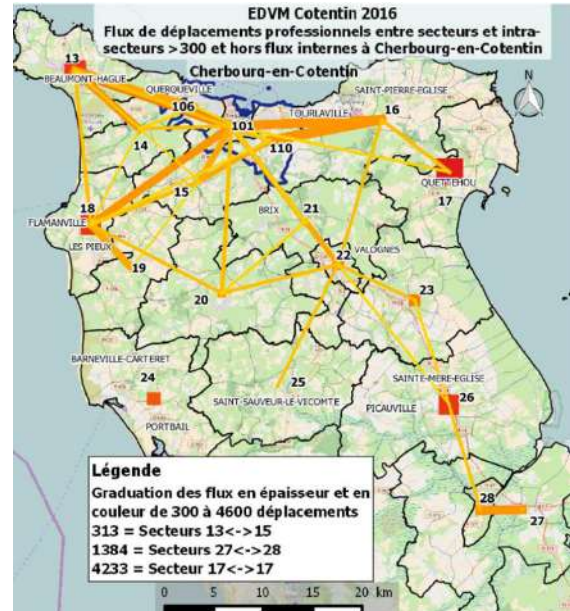 EDVM Cotentin 2016
Flux de déplacements professionnels entre secteurs et intra-
secteurs >300 et hors flux internes à Cherbourg-en-Cotentin
Cherbourg-en-Cotentin
13
BEAUMONT-HAGUE
QUERQUEVILLE
SAINT-PIERRE-EGLISE
106
TOURLAVILLE
16
101
14
110
QUETTEHOU
15
17
18
FLAMANVILLE
BRIX
21
LES PIEUX
22
VALOGNES
19
20
23
BARNEVILLE-CARTERET
24
25
SAINTE-MERE-EGLISE
26
SAINT-SAUVEUR-LE-VICOMTE
PICAUVILLE
PORTBAIL
Légende
Graduation des flux en épaisseur et en
couleur de 300 à 4600 déplacements
313 = Secteurs 13<->15
1384 = Secteurs 27<->28
4233 = Secteur 17<->17
28
27
0 5 10 15 20 km